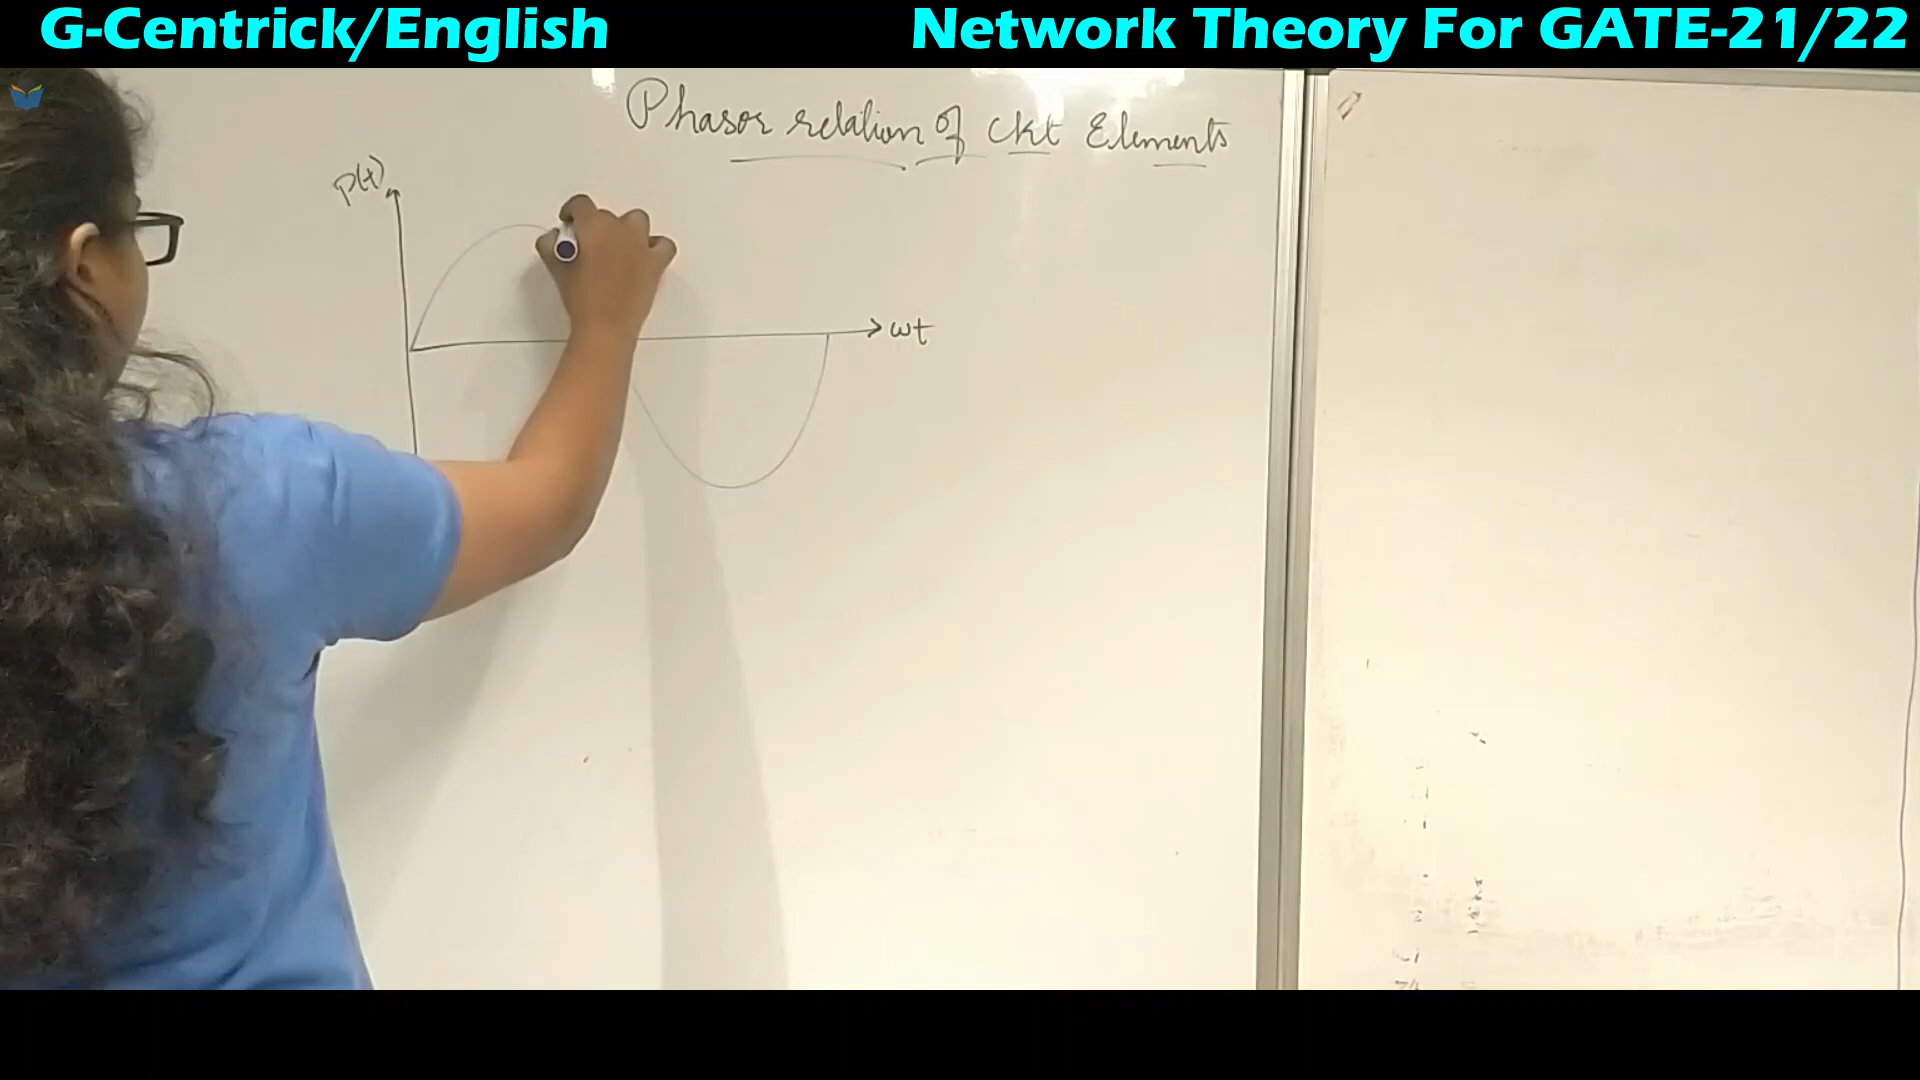 G-Centrick/English
Network Theory For GATE-21/22
Phasor relation of ckt Elements
P(t)
ωt